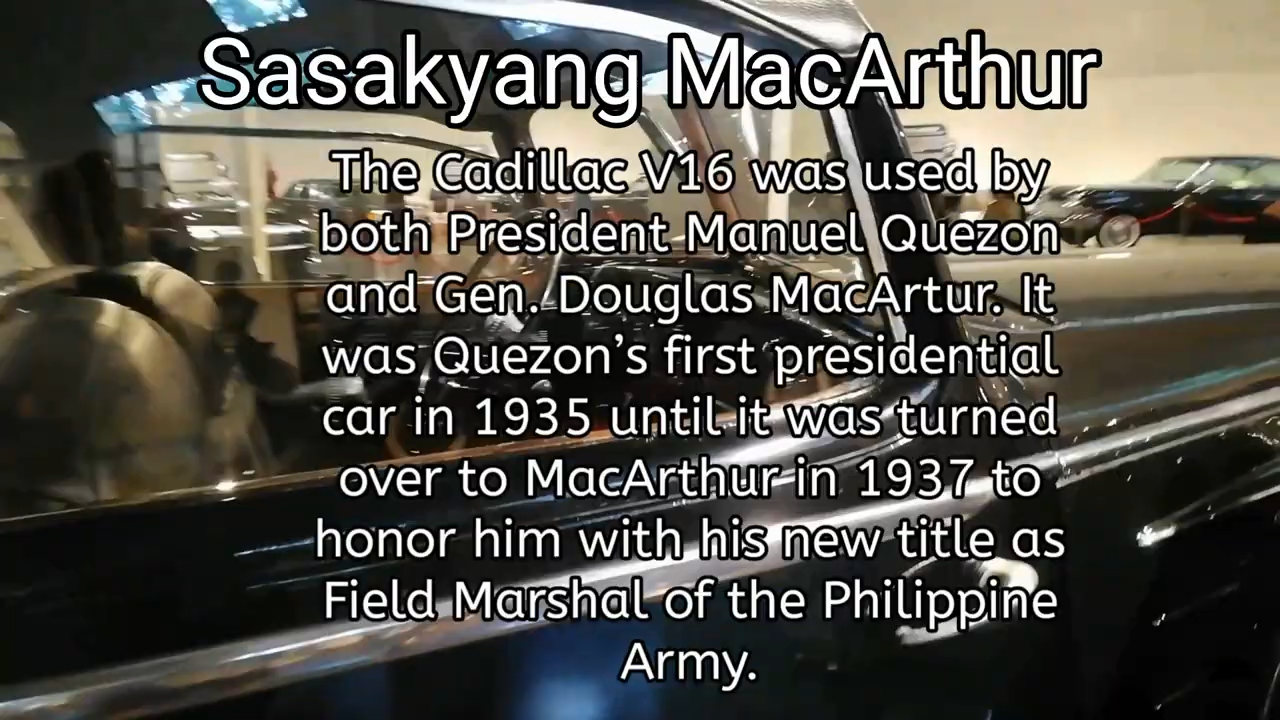 Sasakyang MacArthur
The Cadillac V16 was used by
both President Manuel Quezon
and Gen. Douglas MacArtur. It
was Quezon’s first presidential
car in 1935 until it was turned
over to MacArthur in 1937 to
honor him with his new title as
Field Marshal of the Philippine
Army.